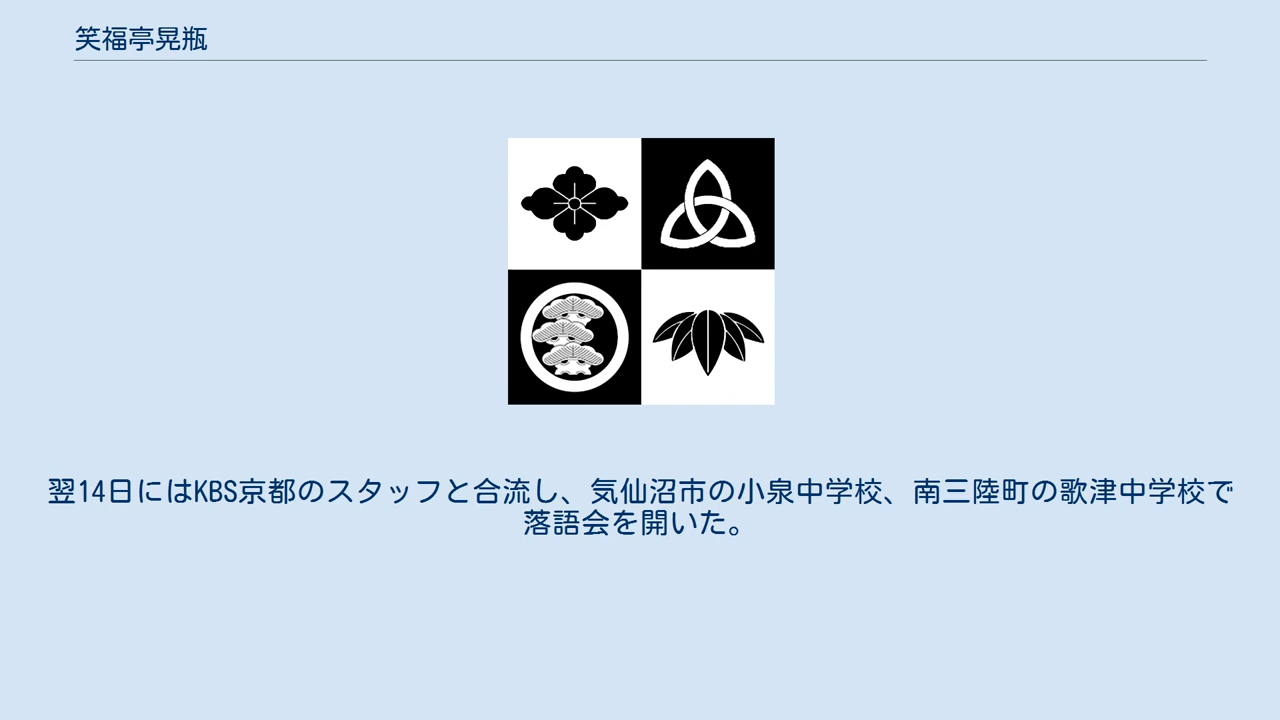 笑福亭晃瓶
翌14日にはKBS京都のスタッフと合流し、気仙沼市の小泉中学校、南三陸町の歌津中学校で
落語会を開いた。